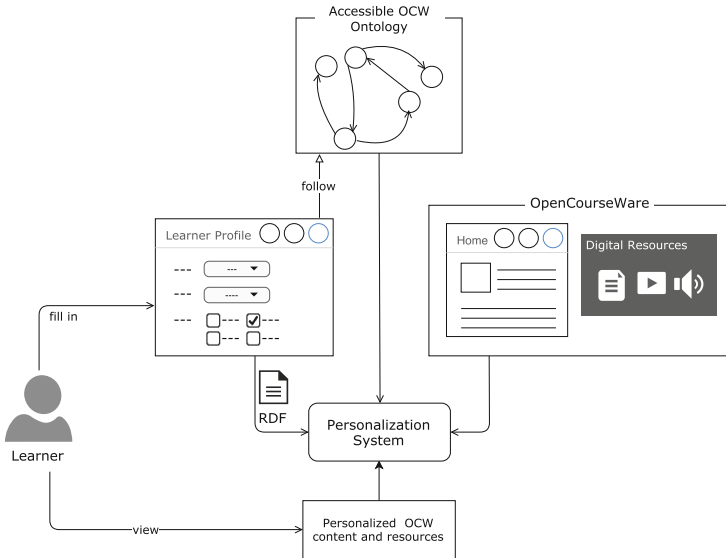 Accessible OCW
Ontology
follow
OpenCourseWare
Learner Profile
Home
Digital Resources
---
---
---
----
---
--- ---
--- ---
fill in
RDF
Personalization
System
Learner
view
Personalized OCW
content and resources